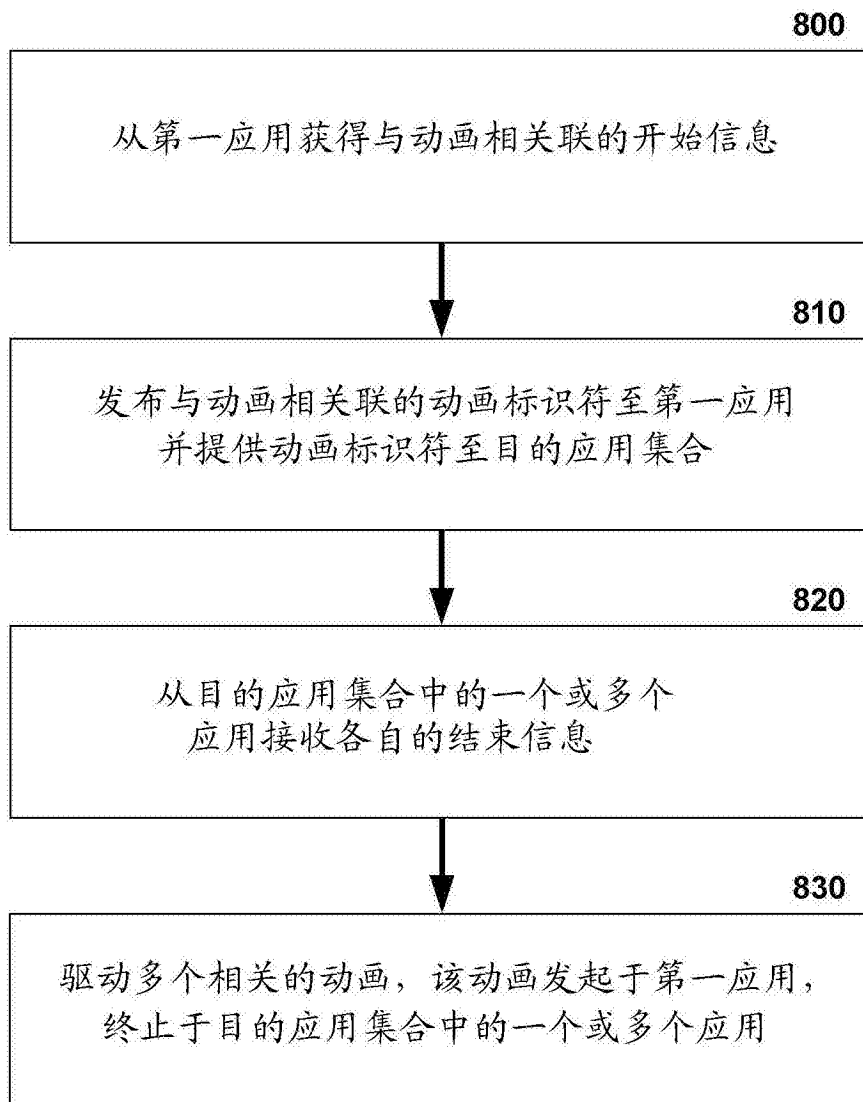 800
从第一应用获得与动画相关联的开始信息
810
发布与动画相关联的动画标识符至第一应用
并提供动画标识符至目的应用集合
820
从目的应用集合中的一个或多个
应用接收各自的结束信息
830
驱动多个相关的动画，该动画发起于第一应用，
终止于目的应用集合中的一个或多个应用